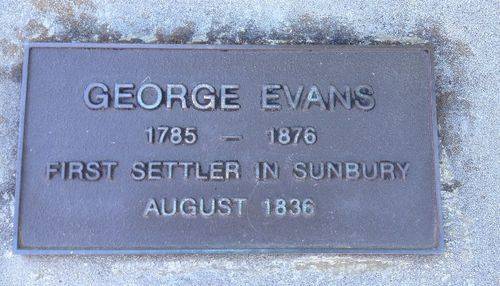 GEORGE EVANS
1785 – 1876
FIRST SETTLER IN SUNBURY
AUGUST 1836